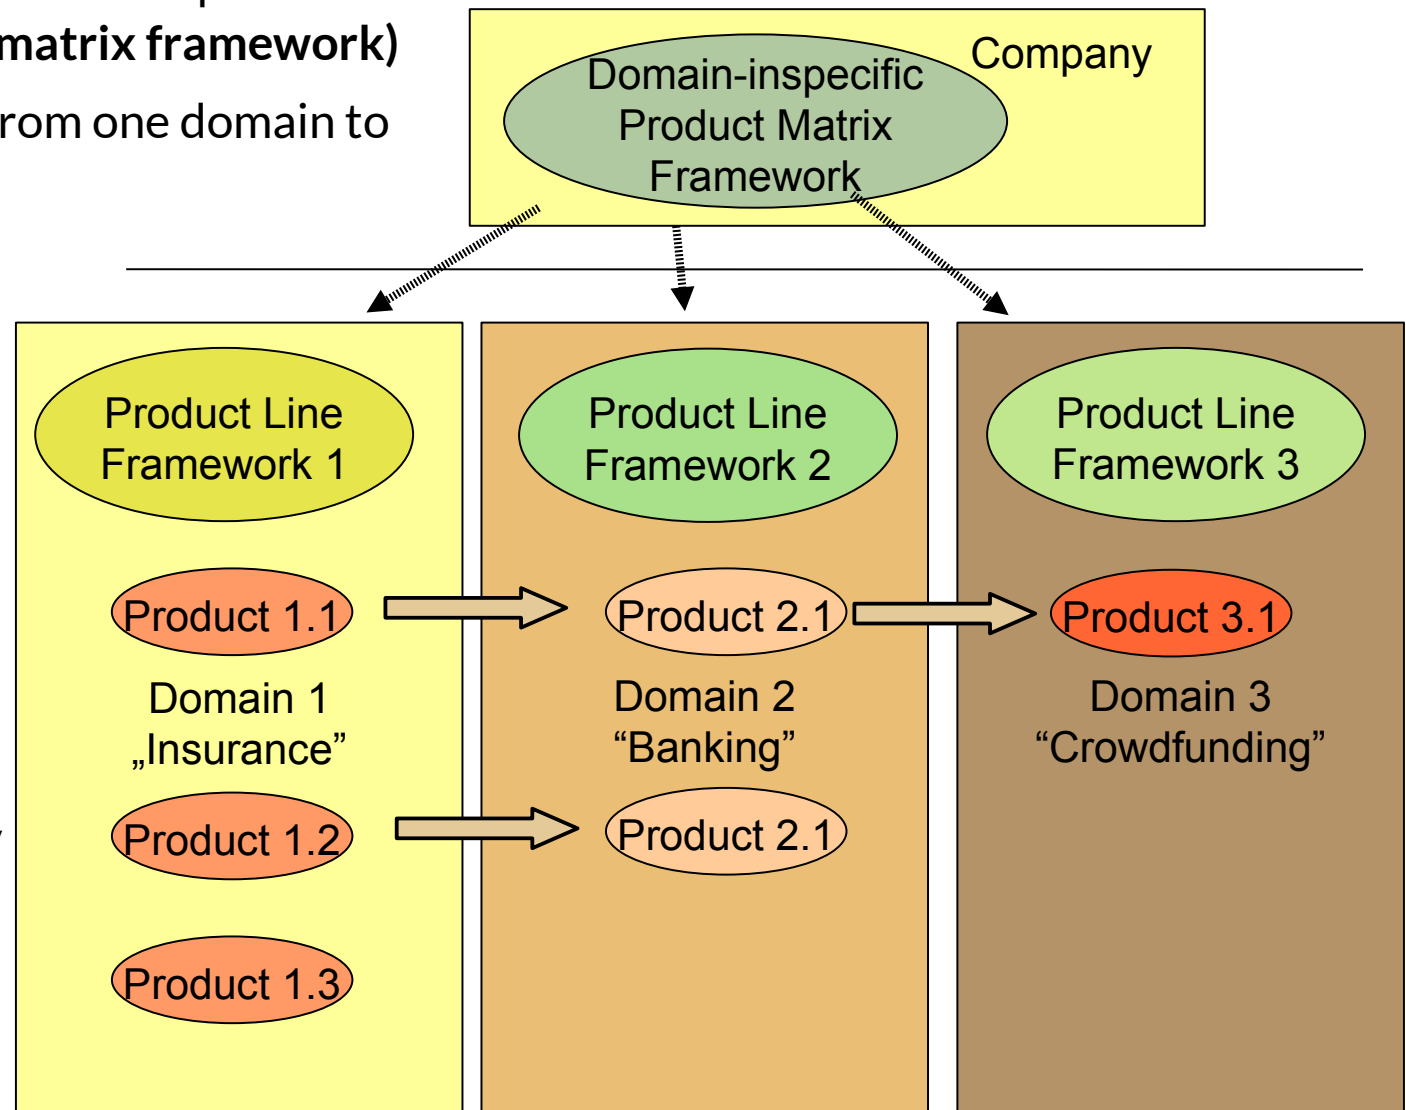 matrix framework)
from one domain to
Company
Domain-inspecific
Product Matrix
Framework
Product Line
Framework 1
Product Line
Framework 2
Product Line
Framework 3
Product 1.1
Product 2.1
Product 3.1
Domain 1
„Insurance”
Domain 2
“Banking”
Domain 3
“Crowdfunding”
Product 1.2
Product 2.1
Product 1.3